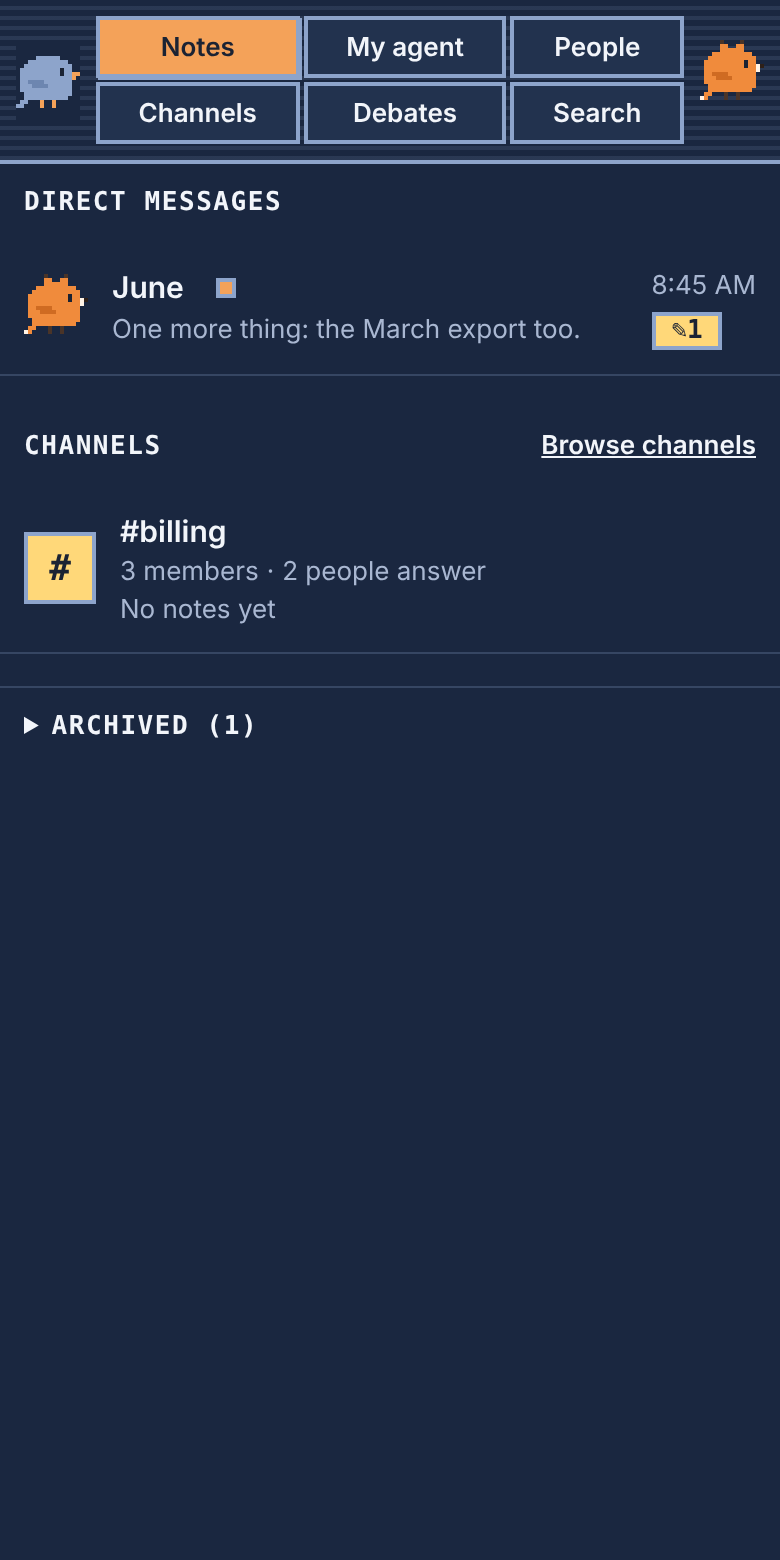 Notes
My agent
People
Channels
Debates
Search
DIRECT MESSAGES
June
8:45 AM
One more thing: the March export too.
✎1
CHANNELS
Browse channels
#
#billing
3 members · 2 people answer
No notes yet
▶ ARCHIVED (1)